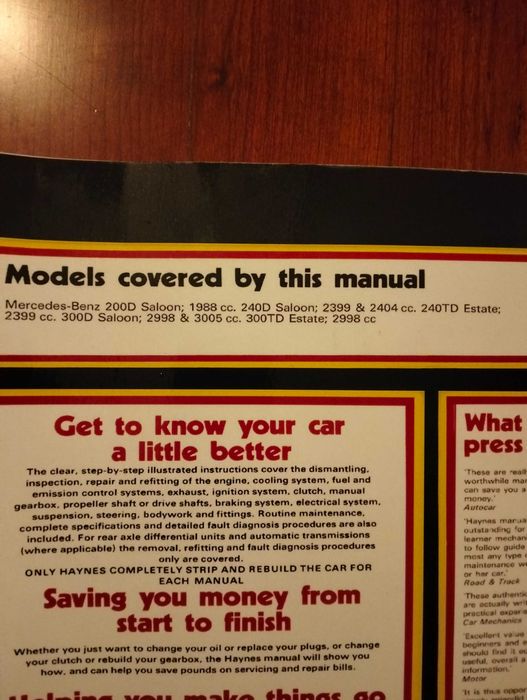 Models covered by this manual
Mercedes-Benz 200D Saloon; 1988 cc. 240D Saloon; 2399 & 2404 cc. 240TD Estate;
2399 cc. 300D Saloon; 2998 & 3005 cc. 300TD Estate; 2998 cc
Get to know your car
a little better
The clear, step-by-step illustrated instructions cover the dismantling,
inspection, repair and refitting of the engine, cooling system, fuel and
emission control systems, exhaust, ignition system, clutch, manual
gearbox, propeller shaft or drive shafts, braking system, electrical system,
suspension, steering, bodywork and fittings. Routine maintenance,
complete specifications and detailed fault diagnosis procedures are also
included. For rear axle differential units and automatic transmissions
(where applicable) the removal, refitting and fault diagnosis procedures
only are covered.
ONLY HAYNES COMPLETELY STRIP AND REBUILD THE CAR FOR
EACH MANUAL
Saving you money from
start to finish
Whether you just want to change your oil or replace your plugs, or change
your clutch or rebuild your gearbox, the Haynes manual will show you
how, and can help you save pounds on servicing and repair bills.
Helping you make things go
What
press
'These are
worthwhile
can save you
money.'
Autocar
'Haynes
outstanding for
learner
to follow guide
most any type
maintenance
or her car.'
Road & Track
'These
are actually
practical
Car Mechanics
'Excellent value
beginners and
should find it
useful, overall
information.'
Motor
'It is thus